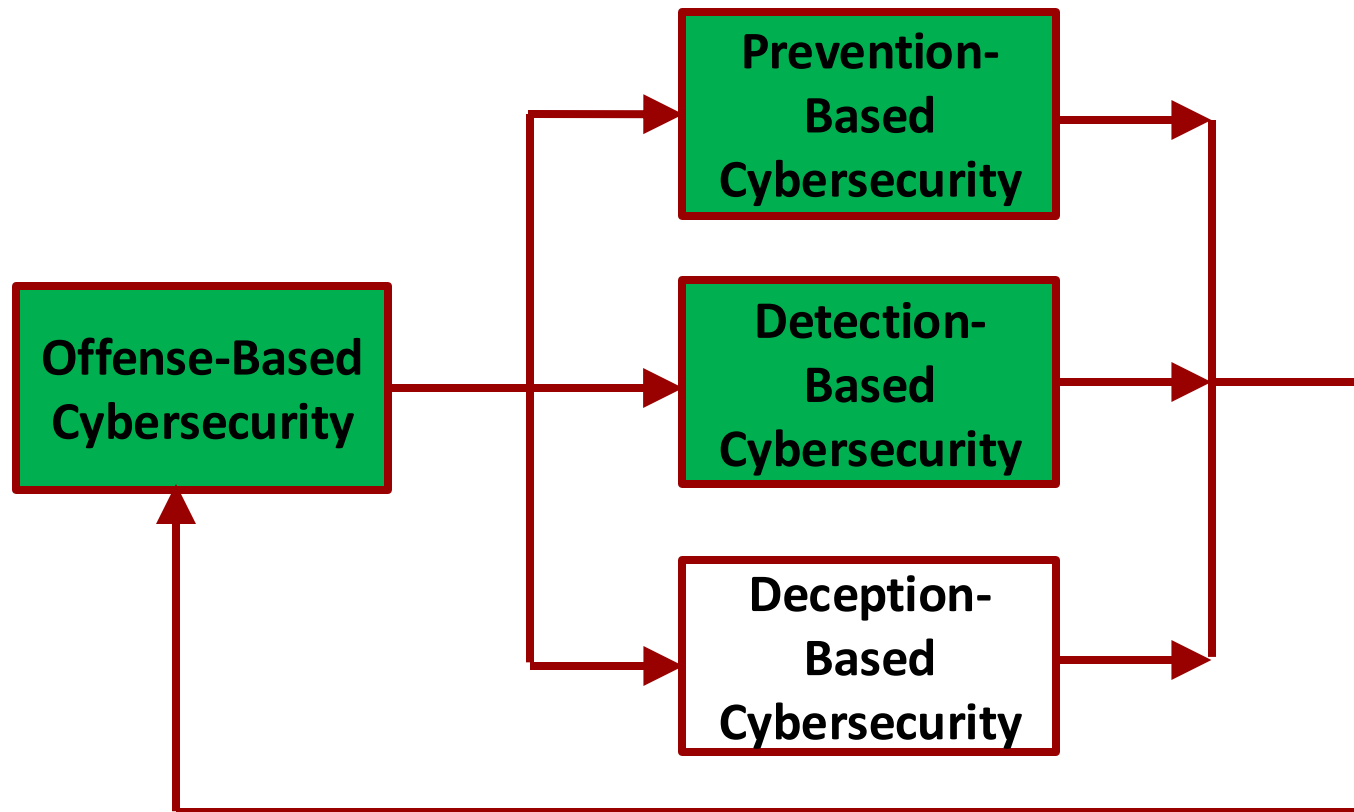 Prevention-
Based
Cybersecurity
Offense-Based
Cybersecurity
Detection-
Based
Cybersecurity
Deception-
Based
Cybersecurity